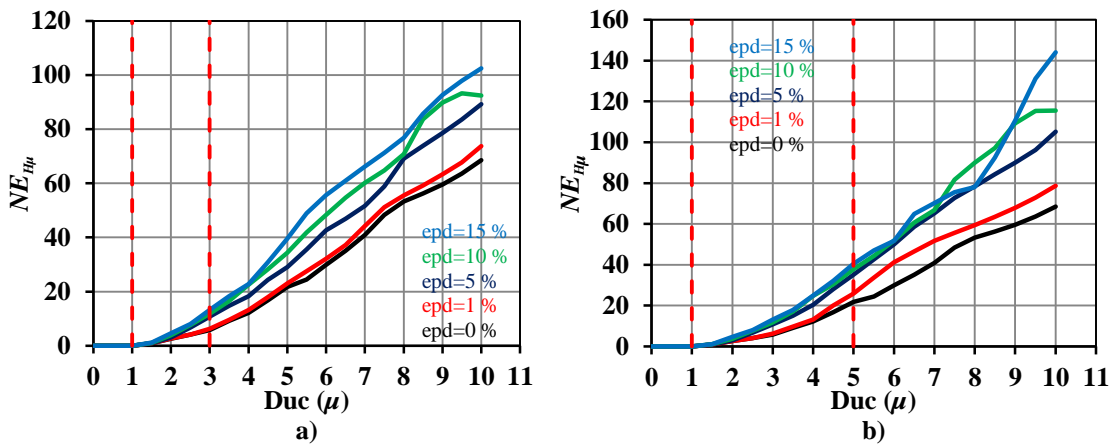 120
100
80
60
40
20
0
NE_Hμ
epd=15 %
epd=10 %
epd=5 %
epd=1 %
epd=0 %
0 1 2 3 4 5 6 7 8 9 10 11
Duc (μ)
a)
160
140
120
100
80
60
40
20
0
NE_Hμ
epd=15 %
epd=10 %
epd=5 %
epd=1 %
epd=0 %
0 1 2 3 4 5 6 7 8 9 10 11
Duc (μ)
b)